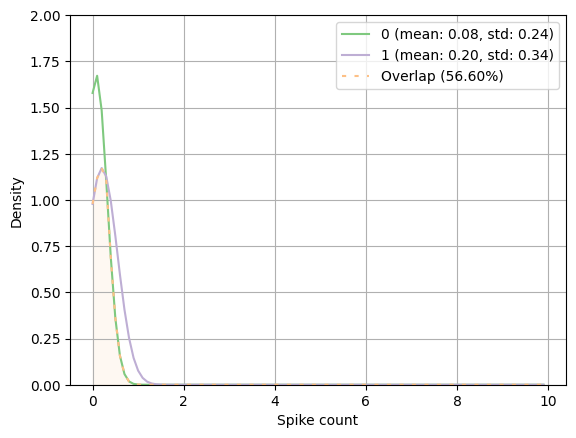 2.00
1.75
1.50
1.25
1.00
0.75
0.50
0.25
0.00
Density
0 (mean: 0.08, std: 0.24)
1 (mean: 0.20, std: 0.34)
Overlap (56.60%)
0 2 4 6 8 10
Spike count